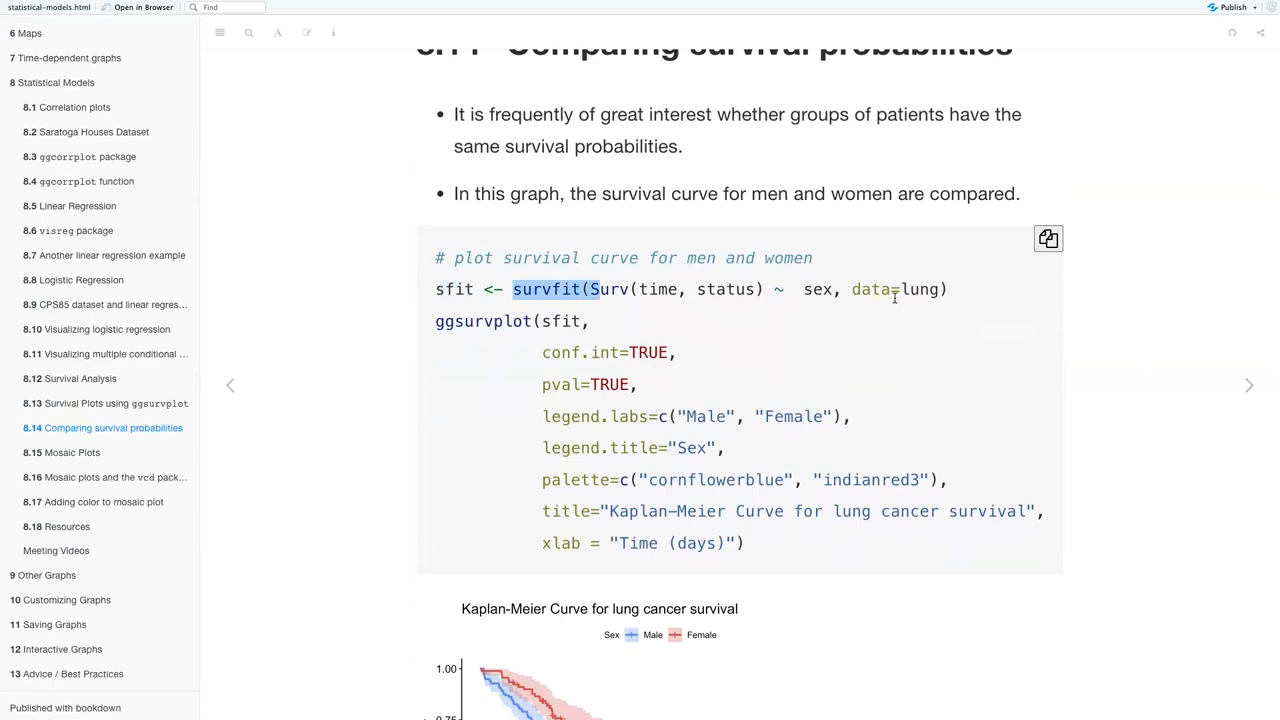 statistical-models.html Open in Browser Find Publish
6 Maps
7 Time-dependent graphs
8 Statistical Models
8.1 Correlation plots
8.2 Saratoga Houses Dataset
8.3 ggcorrplot package
8.4 ggcorrplot function
8.5 Linear Regression
8.6 visreg package
8.7 Another linear regression example
8.8 Logistic Regression
8.9 CPS85 dataset and linear regres...
8.10 Visualizing logistic regression
8.11 Visualizing multiple conditional ...
8.12 Survival Analysis
8.13 Survival Plots using ggsurvplot
8.14 Comparing survival probabilities
8.15 Mosaic Plots
8.16 Mosaic plots and the vcd pack...
8.17 Adding color to mosaic plot
8.18 Resources
Meeting Videos
9 Other Graphs
10 Customizing Graphs
11 Saving Graphs
12 Interactive Graphs
13 Advice / Best Practices
Published with bookdown
8.14 Comparing survival probabilities
• It is frequently of great interest whether groups of patients have the
same survival probabilities.
• In this graph, the survival curve for men and women are compared.
# plot survival curve for men and women
sfit <- survfit(Surv(time, status) ~  sex, data=lung)
ggsurvplot(sfit,
conf.int=TRUE,
pval=TRUE,
legend.labs=c("Male", "Female"),
legend.title="Sex",
palette=c("cornflowerblue", "indianred3"),
title="Kaplan-Meier Curve for lung cancer survival",
xlab = "Time (days)")
Kaplan-Meier Curve for lung cancer survival
Sex Male Female
1.00
0.75